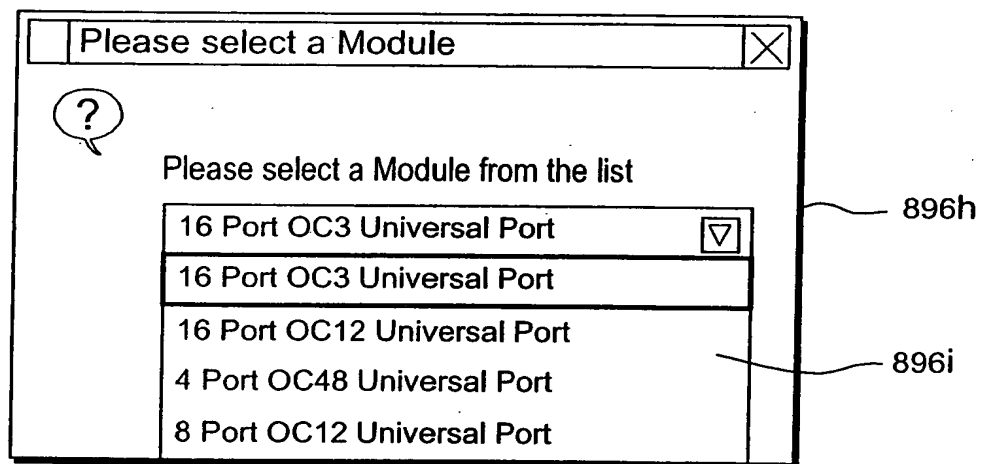 Please select a Module
?
Please select a Module from the list
16 Port OC3 Universal Port
896h
16 Port OC3 Universal Port
16 Port OC12 Universal Port
896i
4 Port OC48 Universal Port
8 Port OC12 Universal Port